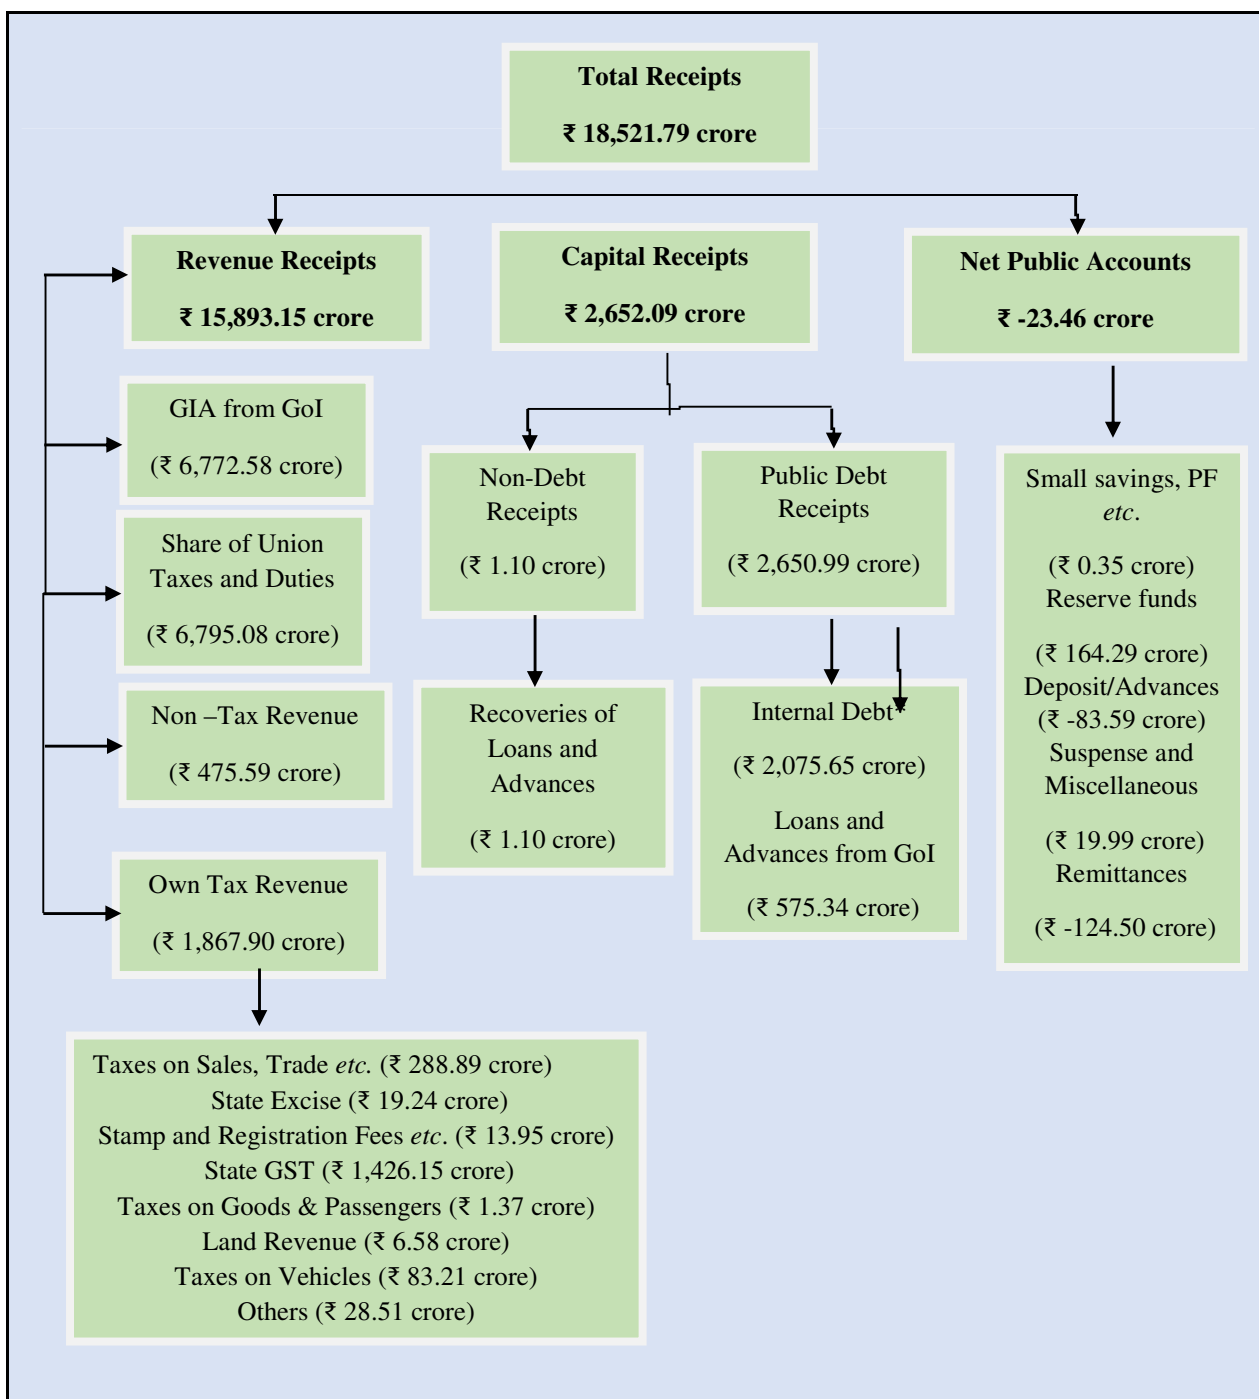 Total Receipts
₹ 18,521.79 crore
Revenue Receipts
₹ 15,893.15 crore
Capital Receipts
₹ 2,652.09 crore
Net Public Accounts
₹ -23.46 crore
GIA from GoI
(₹ 6,772.58 crore)
Share of Union
Taxes and Duties
(₹ 6,795.08 crore)
Non –Tax Revenue
(₹ 475.59 crore)
Own Tax Revenue
(₹ 1,867.90 crore)
Taxes on Sales, Trade etc. (₹ 288.89 crore)
State Excise (₹ 19.24 crore)
Stamp and Registration Fees etc. (₹ 13.95 crore)
State GST (₹ 1,426.15 crore)
Taxes on Goods & Passengers (₹ 1.37 crore)
Land Revenue (₹ 6.58 crore)
Taxes on Vehicles (₹ 83.21 crore)
Others (₹ 28.51 crore)
Non-Debt
Receipts
(₹ 1.10 crore)
Recoveries of
Loans and
Advances
(₹ 1.10 crore)
Public Debt
Receipts
(₹ 2,650.99 crore)
Internal Debt*
(₹ 2,075.65 crore)
Loans and
Advances from GoI
(₹ 575.34 crore)
Small savings, PF
etc.
(₹ 0.35 crore)
Reserve funds
(₹ 164.29 crore)
Deposit/Advances
(₹ -83.59 crore)
Suspense and
Miscellaneous
(₹ 19.99 crore)
Remittances
(₹ -124.50 crore)